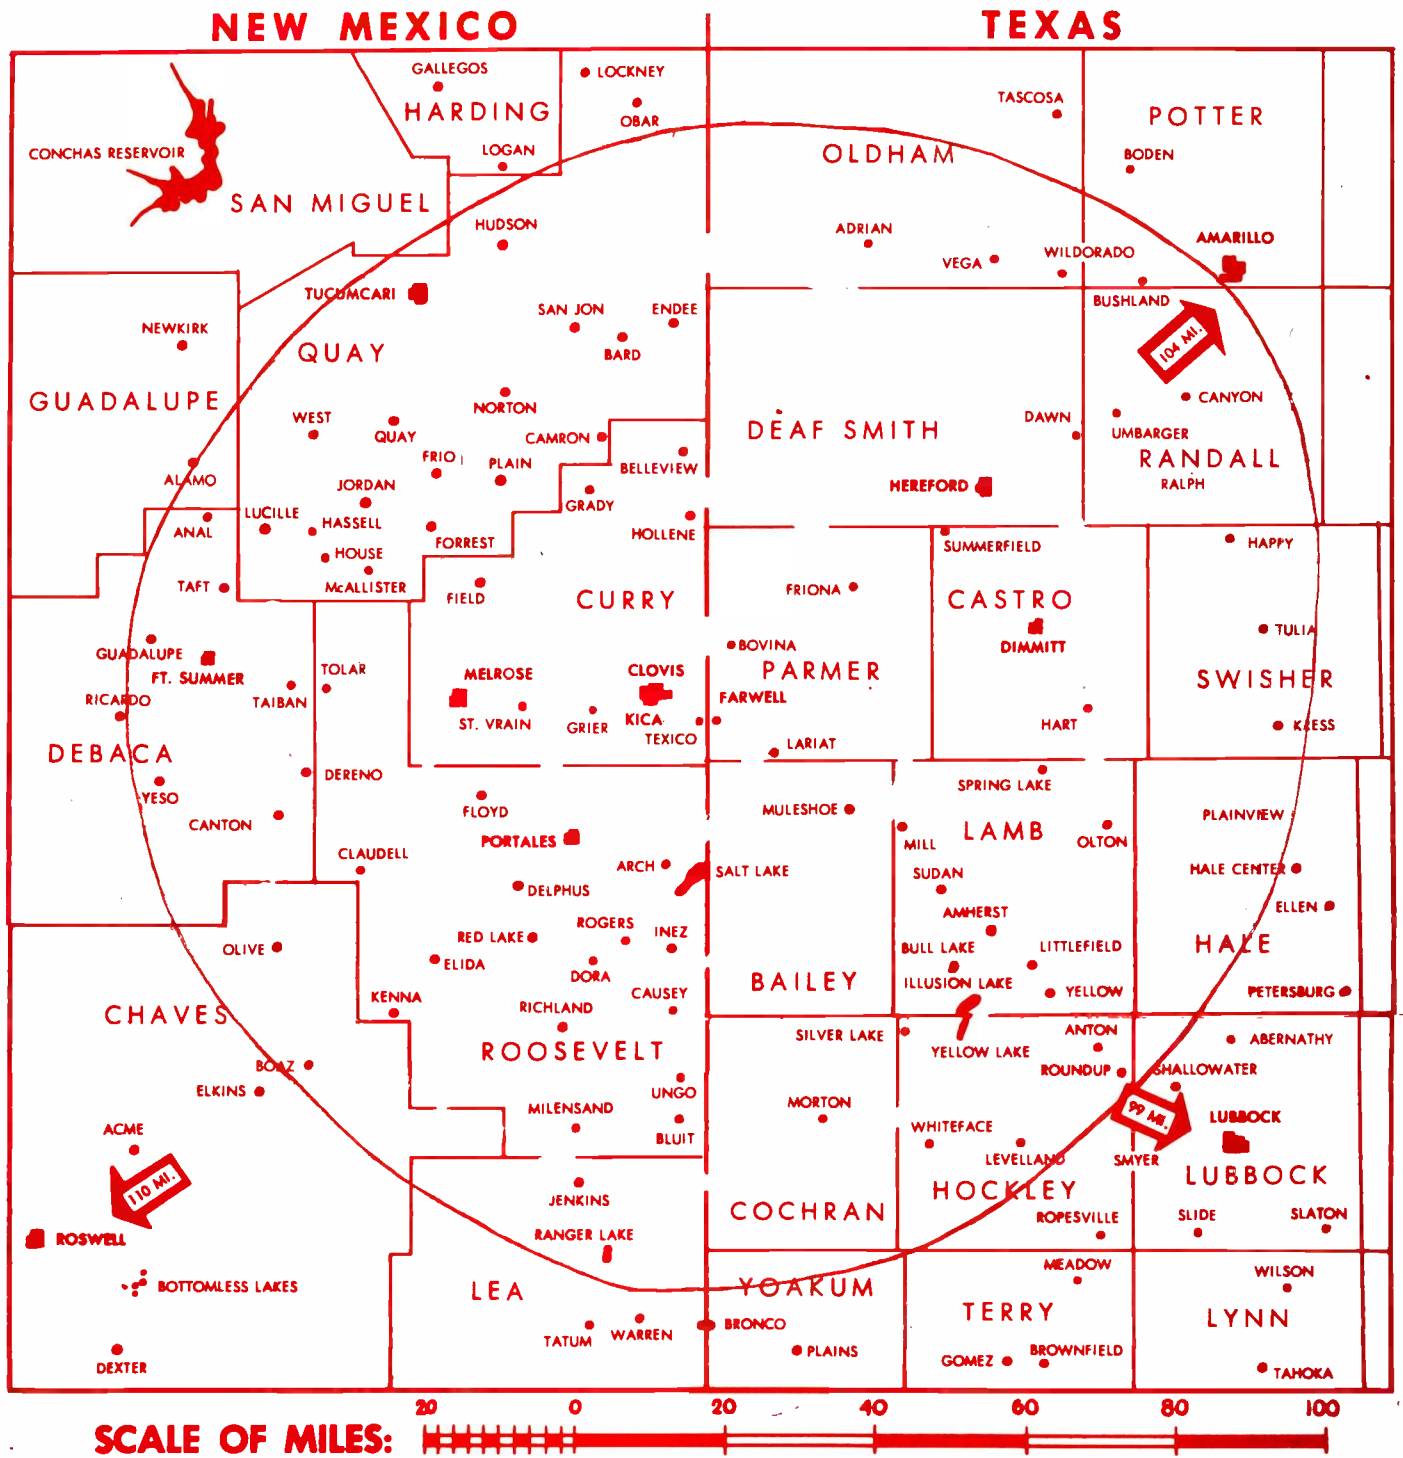 NEW MEXICO
TEXAS
GALLEGOS
LOCKNEY
HARDING
OBAR
TASCOSA
POTTER
CONCHAS RESERVOIR
LOGAN
OLDHAM
BODEN
SAN MIGUEL
HUDSON
ADRIAN
VEGA
WILDORADO
AMARILLO
TUCUMCARI
SAN JON
ENDEE
BUSHLAND
NEWKIRK
BARD
104 MI.
QUAY
GUADALUPE
NORTON
CANYON
WEST
QUAY
CAMRON
DEAF SMITH
DAWN
UMBARGER
FRIO
PLAIN
BELLEVIEW
RANDALL
ALAMO
JORDAN
GRADY
HEREFORD
RALPH
ANAL
LUCILLE
HASSELL
FORREST
HOLLENE
SUMMERFIELD
HAPPY
HOUSE
TAFT
McALLISTER
FIELD
CURRY
FRIONA
CASTRO
GUADALUPE
FT. SUMMER
TOLAR
MELROSE
CLOVIS
BOVINA
PARMER
DIMMITT
TULIA
SWISHER
RICARDO
TAIBAN
ST. VRAIN
GRIER
KICA
TEXICO
FARWELL
HART
KRESS
DEBACA
LARIAT
YESO
DERENO
SPRING LAKE
CANTON
FLOYD
MULESHOE
MILL
LAMB
OLTON
PLAINVIEW
PORTALES
CLAUDELL
ARCH
SALT LAKE
SUDAN
HALE CENTER
DELPHUS
AMHERST
ELLEN
OLIVE
RED LAKE
ROGERS
INEZ
BULL LAKE
LITTLEFIELD
HALE
ELIDA
DORA
BAILEY
ILLUSION LAKE
YELLOW
PETERSBURG
CHAVES
KENNA
RICHLAND
CAUSEY
SILVER LAKE
YELLOW LAKE
ANTON
ABERNATHY
ROOSEVELT
BOAZ
ELKINS
UNGO
ROUNDUP
SHALLOWATER
MILENSAND
MORTON
99 MI.
LUBBOCK
ACME
BLUIT
WHITEFACE
LEVELLAND
SMYER
110 MI.
JENKINS
COCHRAN
HOCKLEY
LUBBOCK
ROSWELL
RANGER LAKE
ROPESVILLE
SLIDE
SLATON
BOTTOMLESS LAKES
LEA
YOAKUM
MEADOW
WILSON
TATUM
WARREN
BRONCO
TERRY
LYNN
DEXTER
PLAINS
GOMEZ
BROWNFIELD
TAHOKA
20 0 20 40 60 80 100
SCALE OF MILES: